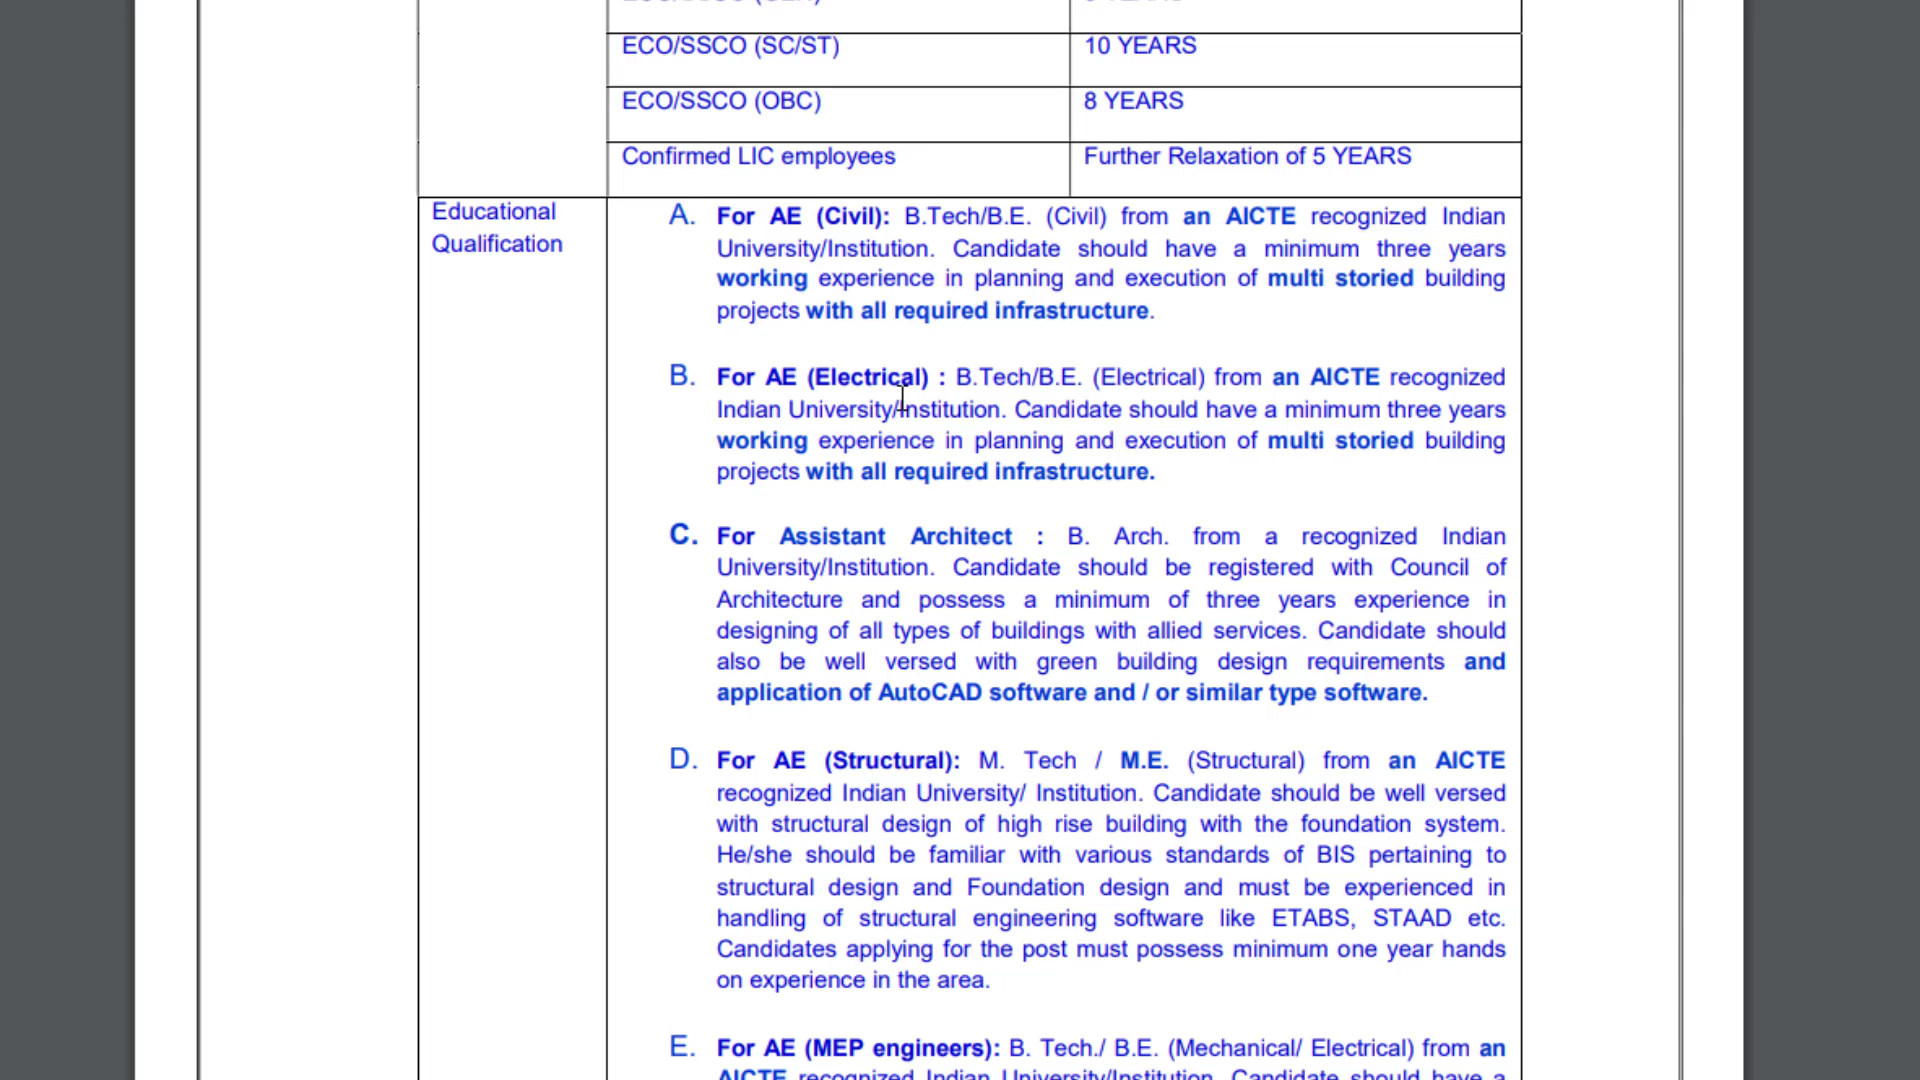 ECO/SSCO (SC/ST) 10 YEARS
ECO/SSCO (OBC) 8 YEARS
Confirmed LIC employees Further Relaxation of 5 YEARS
Educational
Qualification
A. For AE (Civil): B.Tech/B.E. (Civil) from an AICTE recognized Indian
University/Institution. Candidate should have a minimum three years
working experience in planning and execution of multi storied building
projects with all required infrastructure.
B. For AE (Electrical) : B.Tech/B.E. (Electrical) from an AICTE recognized
Indian University/Institution. Candidate should have a minimum three years
working experience in planning and execution of multi storied building
projects with all required infrastructure.
C. For Assistant Architect : B. Arch. from a recognized Indian
University/Institution. Candidate should be registered with Council of
Architecture and possess a minimum of three years experience in
designing of all types of buildings with allied services. Candidate should
also be well versed with green building design requirements and
application of AutoCAD software and / or similar type software.
D. For AE (Structural): M. Tech / M.E. (Structural) from an AICTE
recognized Indian University/ Institution. Candidate should be well versed
with structural design of high rise building with the foundation system.
He/she should be familiar with various standards of BIS pertaining to
structural design and Foundation design and must be experienced in
handling of structural engineering software like ETABS, STAAD etc.
Candidates applying for the post must possess minimum one year hands
on experience in the area.
E. For AE (MEP engineers): B. Tech./ B.E. (Mechanical/ Electrical) from an
AICTE recognized Indian University/Institution. Candidate should have a